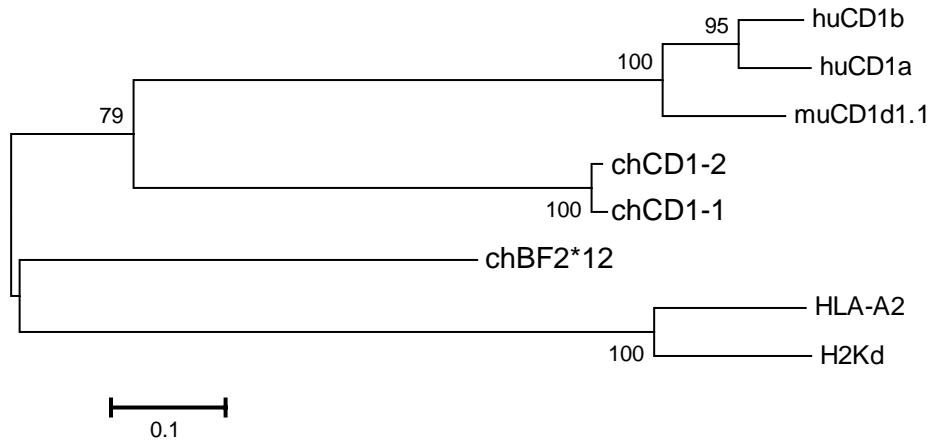 huCD1b
95
huCD1a
100
muCD1d1.1
79
chCD1-2
chCD1-1
100
chBF2*12
HLA-A2
H2Kd
100
0.1